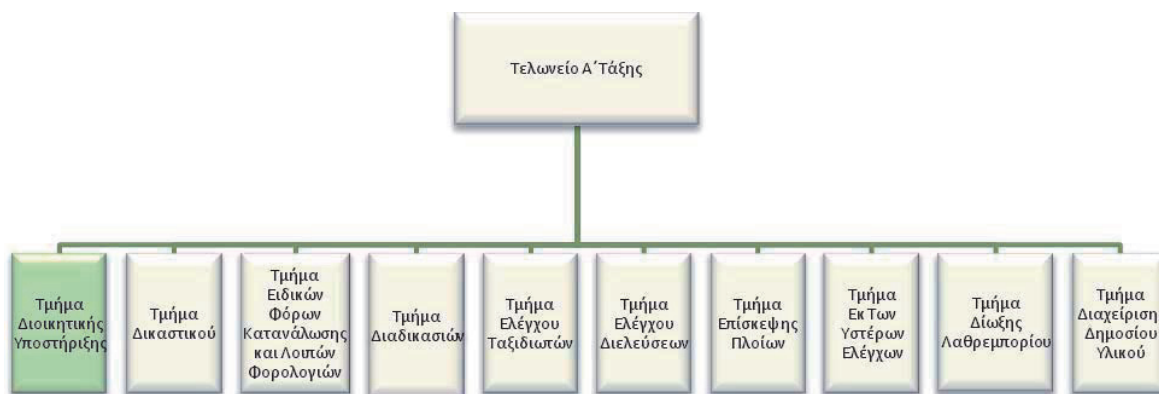 Τελωνείο Α΄Τάξης
Τμήμα
Διοικητικής
Υποστήριξης
Τμήμα
Δικαστικού
Τμήμα
Ειδικών
Φόρων
Κατανάλωσης
και Λοιπών
Φορολογιών
Τμήμα
Διαδικασιών
Τμήμα
Ελέγχου
Ταξιδιωτών
Τμήμα
Ελέγχου
Διελεύσεων
Τμήμα
Επίσκεψης
Πλοίων
Τμήμα
Εκ Των
Υστέρων
Ελέγχων
Τμήμα
Δίωξης
Λαθρεμπορίου
Τμήμα
Διαχείριση
Δημοσίου
Υλικού